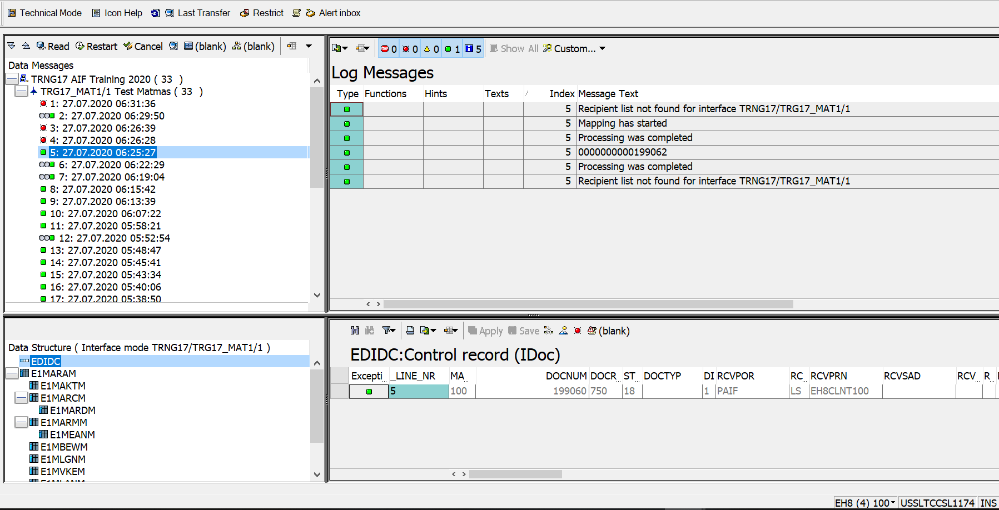 Technical Mode Icon Help Last Transfer Restrict Alert inbox
Read Restart Cancel (blank) (blank)
Data Messages
TRNG17 AIF Training 2020 ( 33 )
TRG17_MAT1/1 Test Matmas ( 33 )
1: 27.07.2020 06:31:36
2: 27.07.2020 06:29:50
3: 27.07.2020 06:26:39
4: 27.07.2020 06:26:28
5: 27.07.2020 06:25:27
6: 27.07.2020 06:22:29
7: 27.07.2020 06:19:04
8: 27.07.2020 06:15:42
9: 27.07.2020 06:13:39
10: 27.07.2020 06:07:22
11: 27.07.2020 05:58:21
12: 27.07.2020 05:52:54
13: 27.07.2020 05:48:47
14: 27.07.2020 05:45:41
15: 27.07.2020 05:43:34
16: 27.07.2020 05:40:06
17: 27.07.2020 05:38:50
STOP 0 0 0 1 5 Show All Custom...
Log Messages
Type Functions Hints Texts / Index Message Text
5 Recipient list not found for interface TRNG17/TRG17_MAT1/1
5 Mapping has started
5 Processing was completed
5 0000000000199062
5 Processing was completed
5 Recipient list not found for interface TRNG17/TRG17_MAT1/1
Data Structure ( Interface mode TRNG17/TRG17_MAT1/1 )
EDIDC
E1MARAM
E1MAKTM
E1MARCM
E1MARDM
E1MARMM
E1MEANM
E1MBEWM
E1MLGNM
E1MVKEM
Apply Save (blank)
EDIDC:Control record (IDoc)
Excepti... _LINE_NR MA... DOCNUM DOCR... ST... DOCTYP DI RCVPOR RC... RCVPRN RCVSAD RCV... R...
5 100 199060 750 18 1 PAIF LS EH8CLNT100
EH8 (4) 100 USSLTCCSL1174 INS